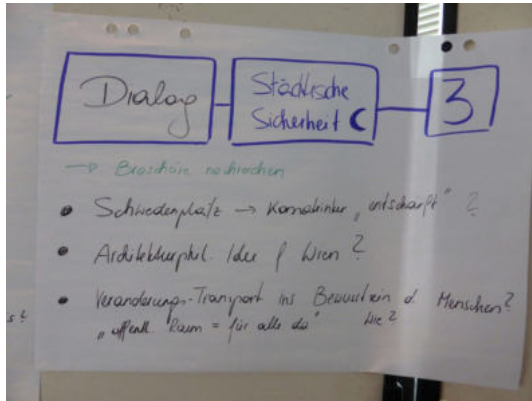 Dialog
Städtische
Sicherheit
3
→ Broschüre nachreichen
• Schwedenplatz → Komatrinker „entschärft" ?
• Architekturphil. Idee f Wien ?
• Veränderungs-Transport ins Bewusstsein d. Menschen?
„öffentl. Raum = für alle da" Wie?
s?